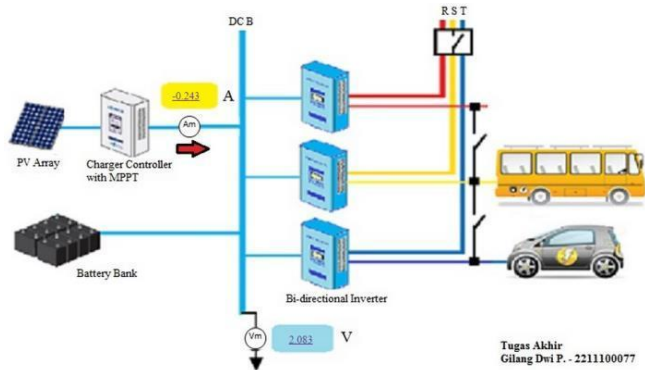 DC B
R S T
-0.243 A
Am
PV Array
Charger Controller
with MPPT
Battery Bank
Bi-directional Inverter
Vm
2.083 V
Tugas Akhir
Gilang Dwi P. - 2211100077